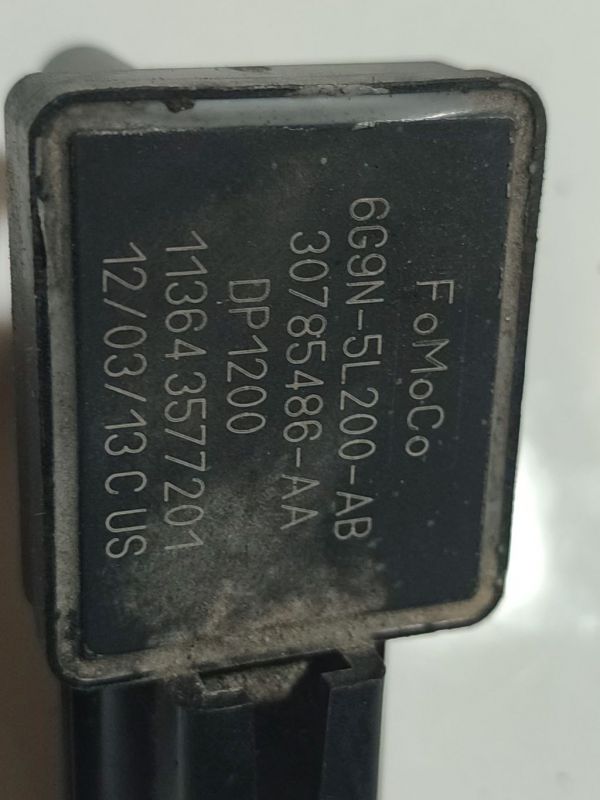 FoMoCo
6G9N-5L200-AB
30785486-AA
DP1200
11364 3577201
12/03/13 C US